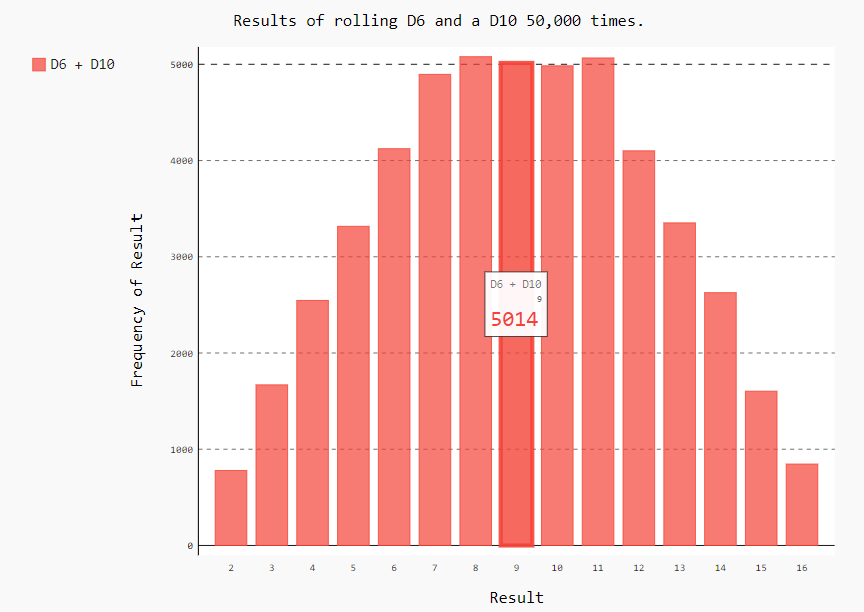 Results of rolling D6 and a D10 50,000 times.
D6 + D10
Frequency of Result
5000
4000
3000
2000
1000
0
D6 + D10
9
5014
2 3 4 5 6 7 8 9 10 11 12 13 14 15 16
Result